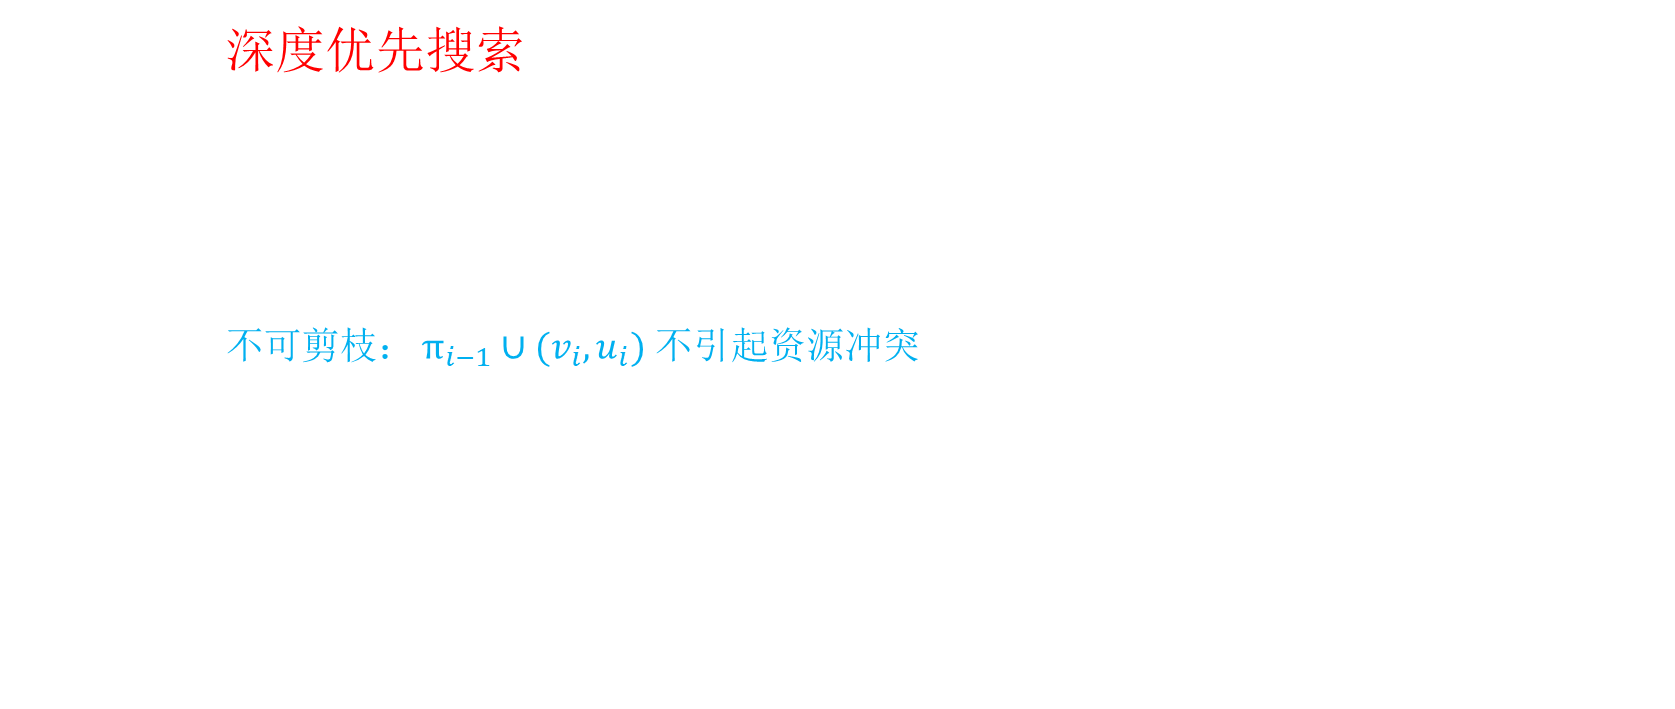 深度优先搜索
不可剪枝： π_{i−1} ∪ (v_i, u_i) 不引起资源冲突